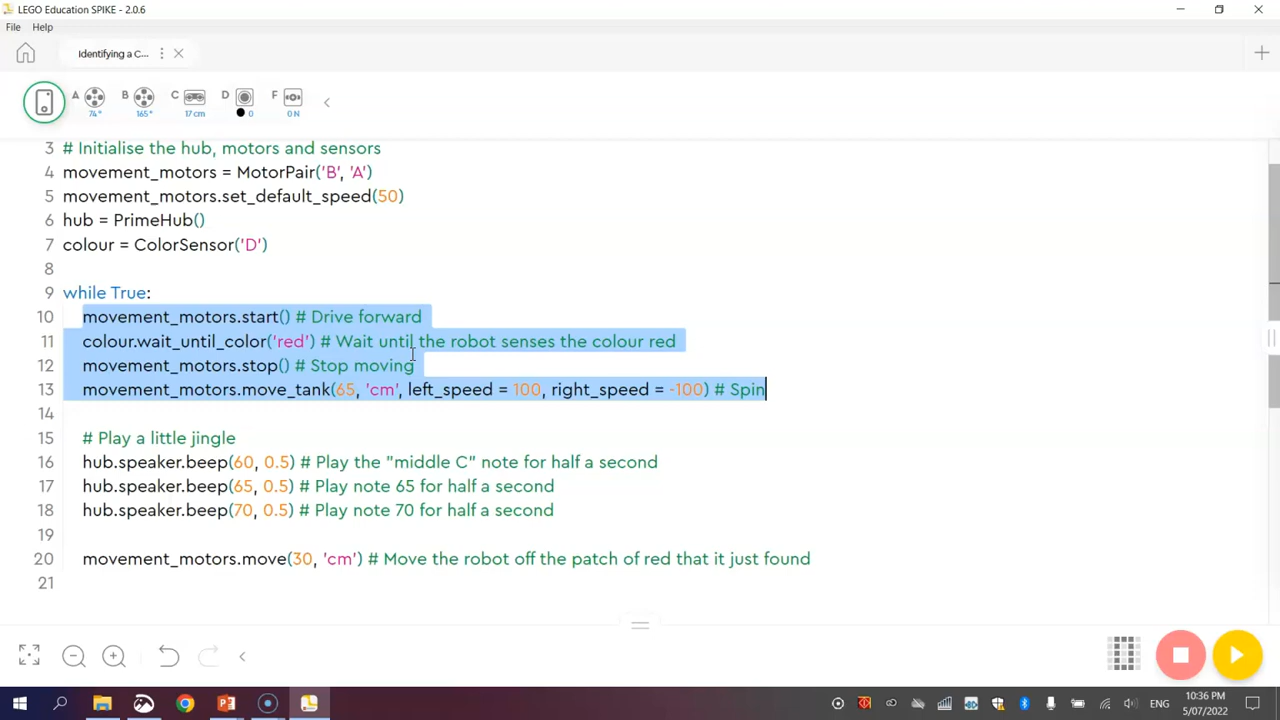 LEGO Education SPIKE - 2.0.6
File Help
Identifying a C...
A B C D F
74° 165° 17 cm 0 0 N
3 # Initialise the hub, motors and sensors
4 movement_motors = MotorPair('B', 'A')
5 movement_motors.set_default_speed(50)
6 hub = PrimeHub()
7 colour = ColorSensor('D')
8
9 while True:
10 movement_motors.start() # Drive forward
11 colour.wait_until_color('red') # Wait until the robot senses the colour red
12 movement_motors.stop() # Stop moving
13 movement_motors.move_tank(65, 'cm', left_speed = 100, right_speed = -100) # Spin
14
15 # Play a little jingle
16 hub.speaker.beep(60, 0.5) # Play the "middle C" note for half a second
17 hub.speaker.beep(65, 0.5) # Play note 65 for half a second
18 hub.speaker.beep(70, 0.5) # Play note 70 for half a second
19
20 movement_motors.move(30, 'cm') # Move the robot off the patch of red that it just found
21
ENG
10:36 PM
5/07/2022